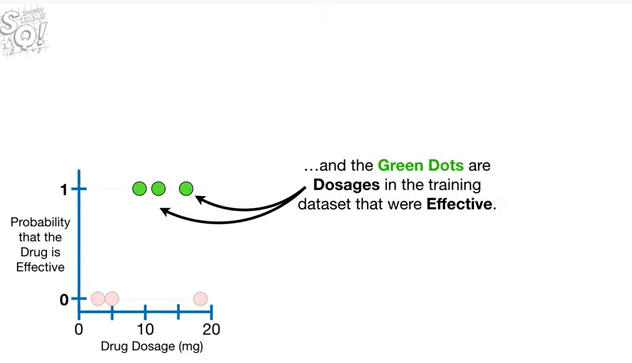 …and the Green Dots are
Dosages in the training
dataset that were Effective.
1
Probability
that the
Drug is
Effective
0
0 10 20
Drug Dosage (mg)